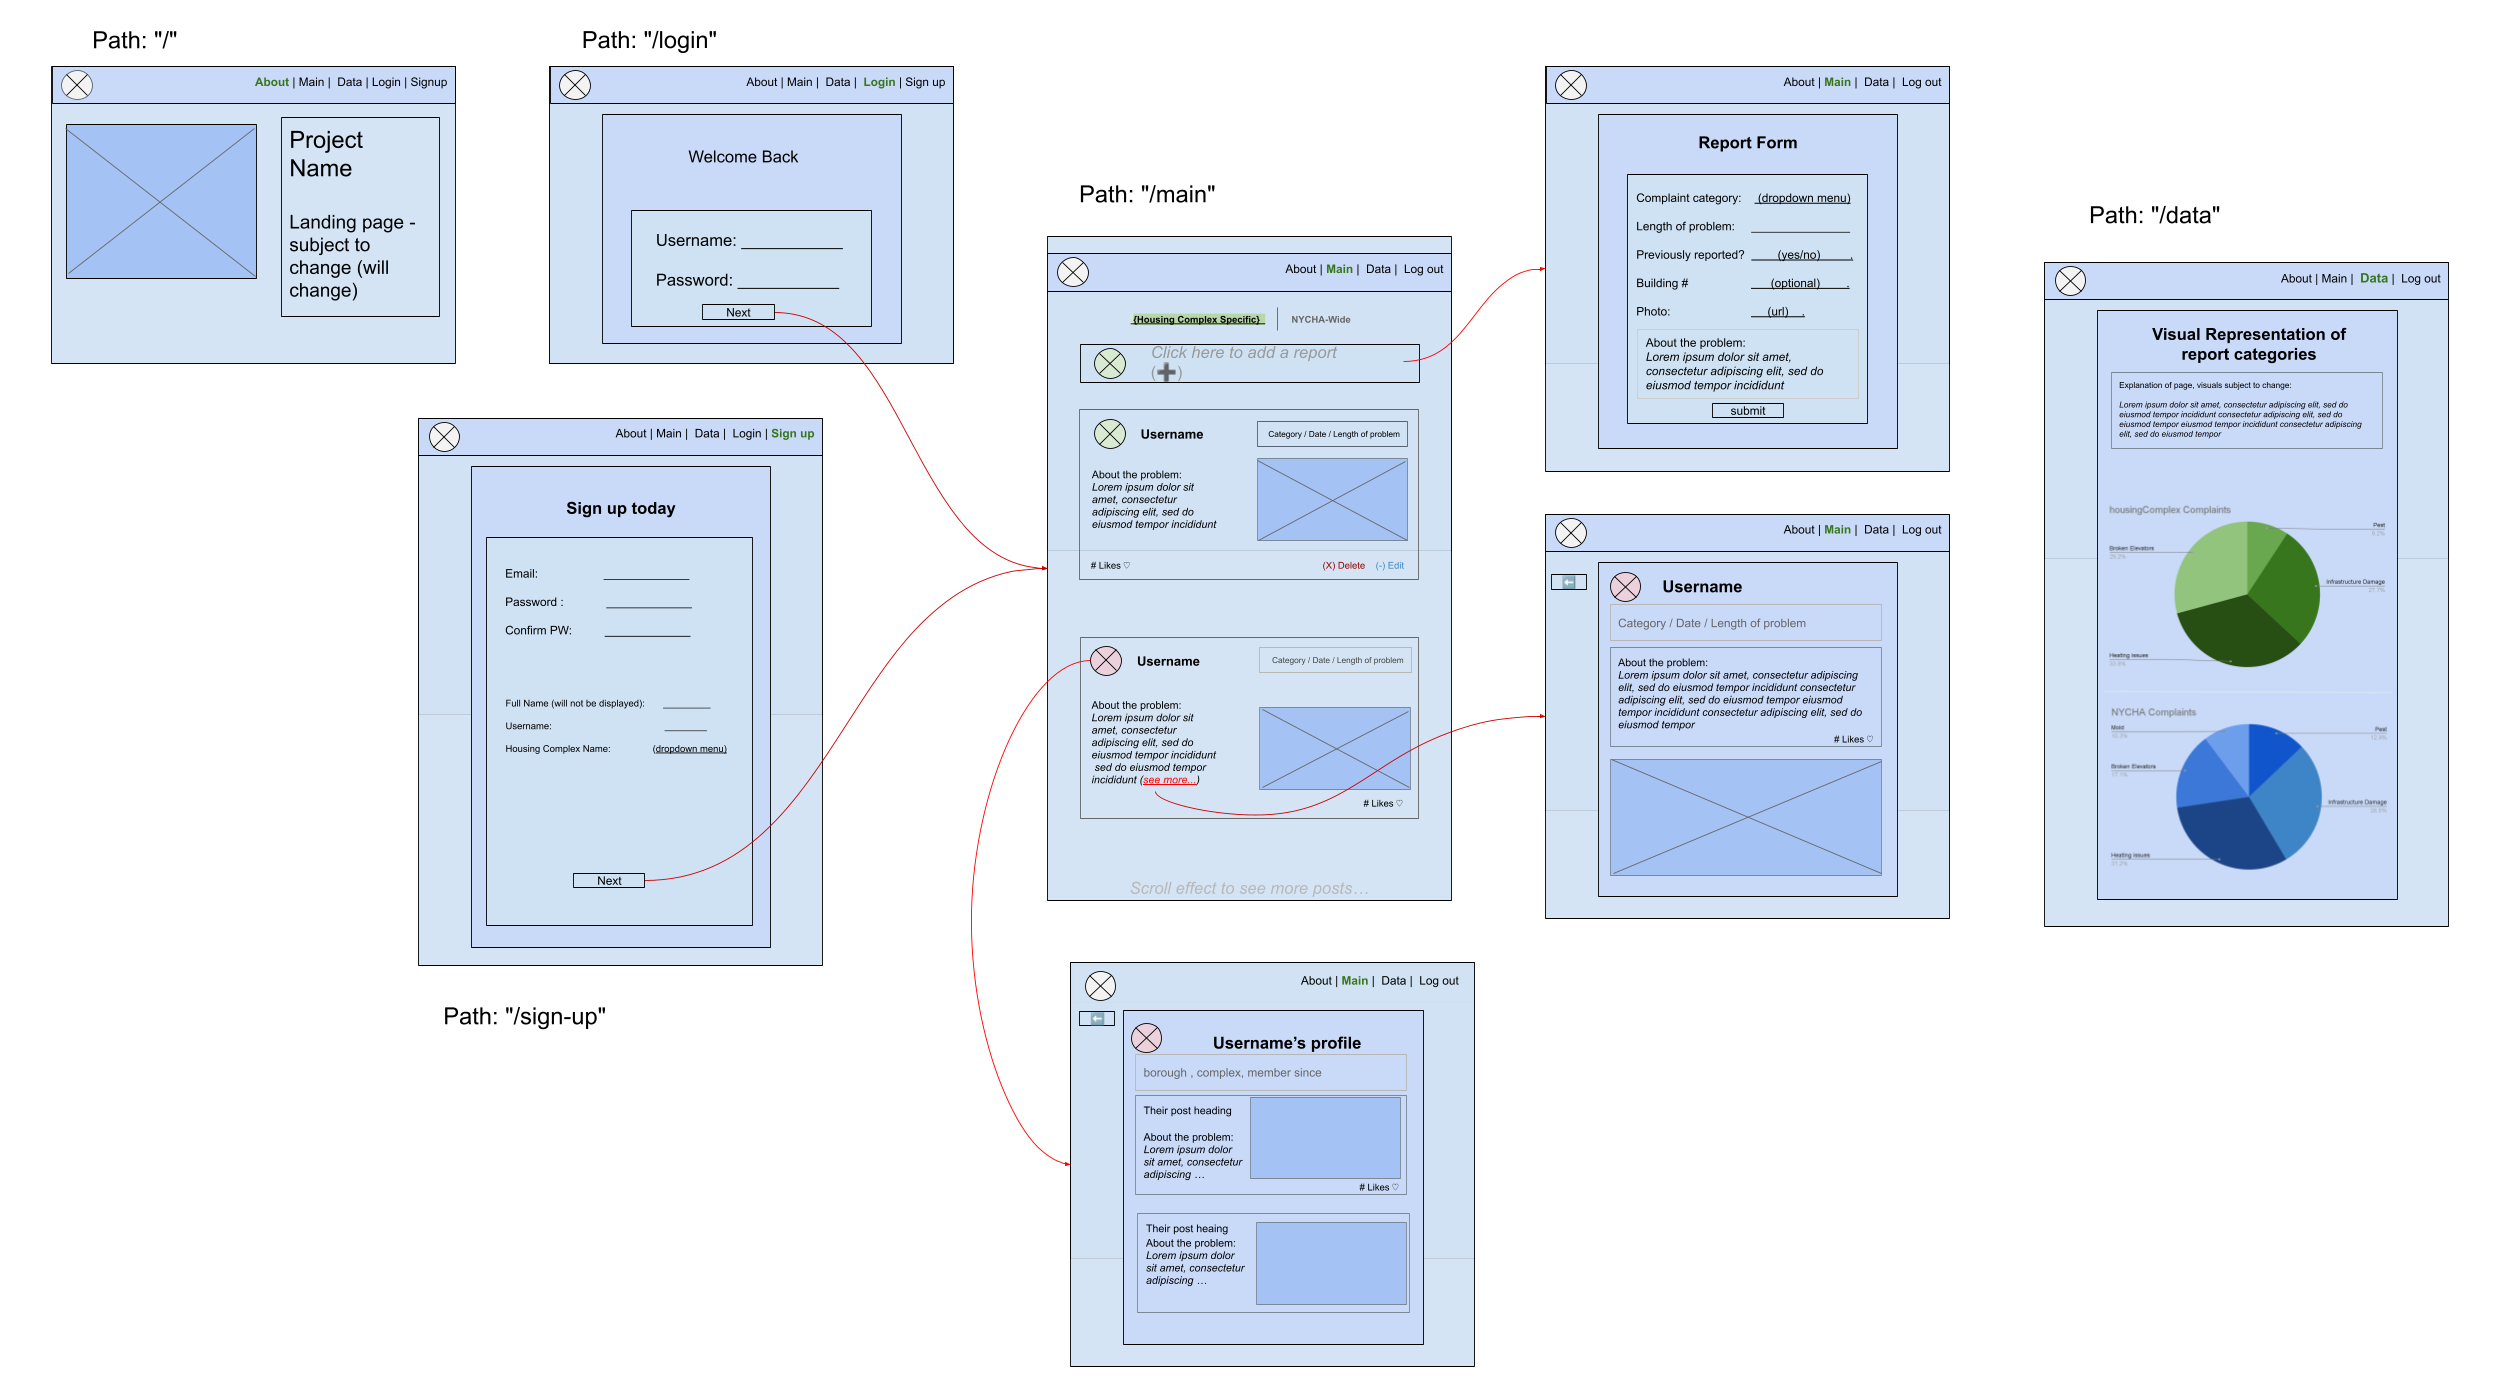 Path: "/"
About | Main |  Data | Login | Signup
Project
Name
Landing page -
subject to
change (will
change)
Path: "/login"
About | Main |  Data |  Login | Sign up
Welcome Back
Username:
Password:
Next
About | Main |  Data |  Login | Sign up
Sign up today
Email:
Password :
Confirm PW:
Full Name (will not be displayed):
Username:
Housing Complex Name: (dropdown menu)
Next
Path: "/sign-up"
Path: "/main"
About | Main |  Data |  Log out
{Housing Complex Specific}
NYCHA-Wide
Click here to add a report
(➕)
Username
Category / Date / Length of problem
About the problem:
Lorem ipsum dolor sit
amet, consectetur
adipiscing elit, sed do
eiusmod tempor incididunt
# Likes ♡
(X) Delete
(-) Edit
Username
Category / Date / Length of problem
About the problem:
Lorem ipsum dolor sit
amet, consectetur
adipiscing elit, sed do
eiusmod tempor incididunt
sed do eiusmod tempor
incididunt (see more...)
# Likes ♡
Scroll effect to see more posts…
About | Main |  Data |  Log out
Username’s profile
borough , complex, member since
Their post heading
About the problem:
Lorem ipsum dolor
sit amet, consectetur
adipiscing …
# Likes ♡
Their post heaing
About the problem:
Lorem ipsum dolor
sit amet, consectetur
adipiscing …
About | Main |  Data |  Log out
Report Form
Complaint category: (dropdown menu)
Length of problem:
Previously reported? (yes/no) .
Building # (optional) .
Photo: (url) .
About the problem:
Lorem ipsum dolor sit amet,
consectetur adipiscing elit, sed do
eiusmod tempor incididunt
submit
About | Main |  Data |  Log out
Username
Category / Date / Length of problem
About the problem:
Lorem ipsum dolor sit amet, consectetur adipiscing
elit, sed do eiusmod tempor incididunt consectetur
adipiscing elit, sed do eiusmod tempor eiusmod
tempor incididunt consectetur adipiscing elit, sed do
eiusmod tempor
# Likes ♡
Path: "/data"
About | Main |  Data |  Log out
Visual Representation of
report categories
Explanation of page, visuals subject to change:
Lorem ipsum dolor sit amet, consectetur adipiscing elit, sed do
eiusmod tempor incididunt consectetur adipiscing elit, sed do
eiusmod tempor eiusmod tempor incididunt consectetur adipiscing
elit, sed do eiusmod tempor
housingComplex Complaints
Pest
Broken Elevators
Infrastructure Damage
Heating issues
NYCHA Complaints
Mold
Pest
Broken Elevators
Infrastructure Damage
Heating issues